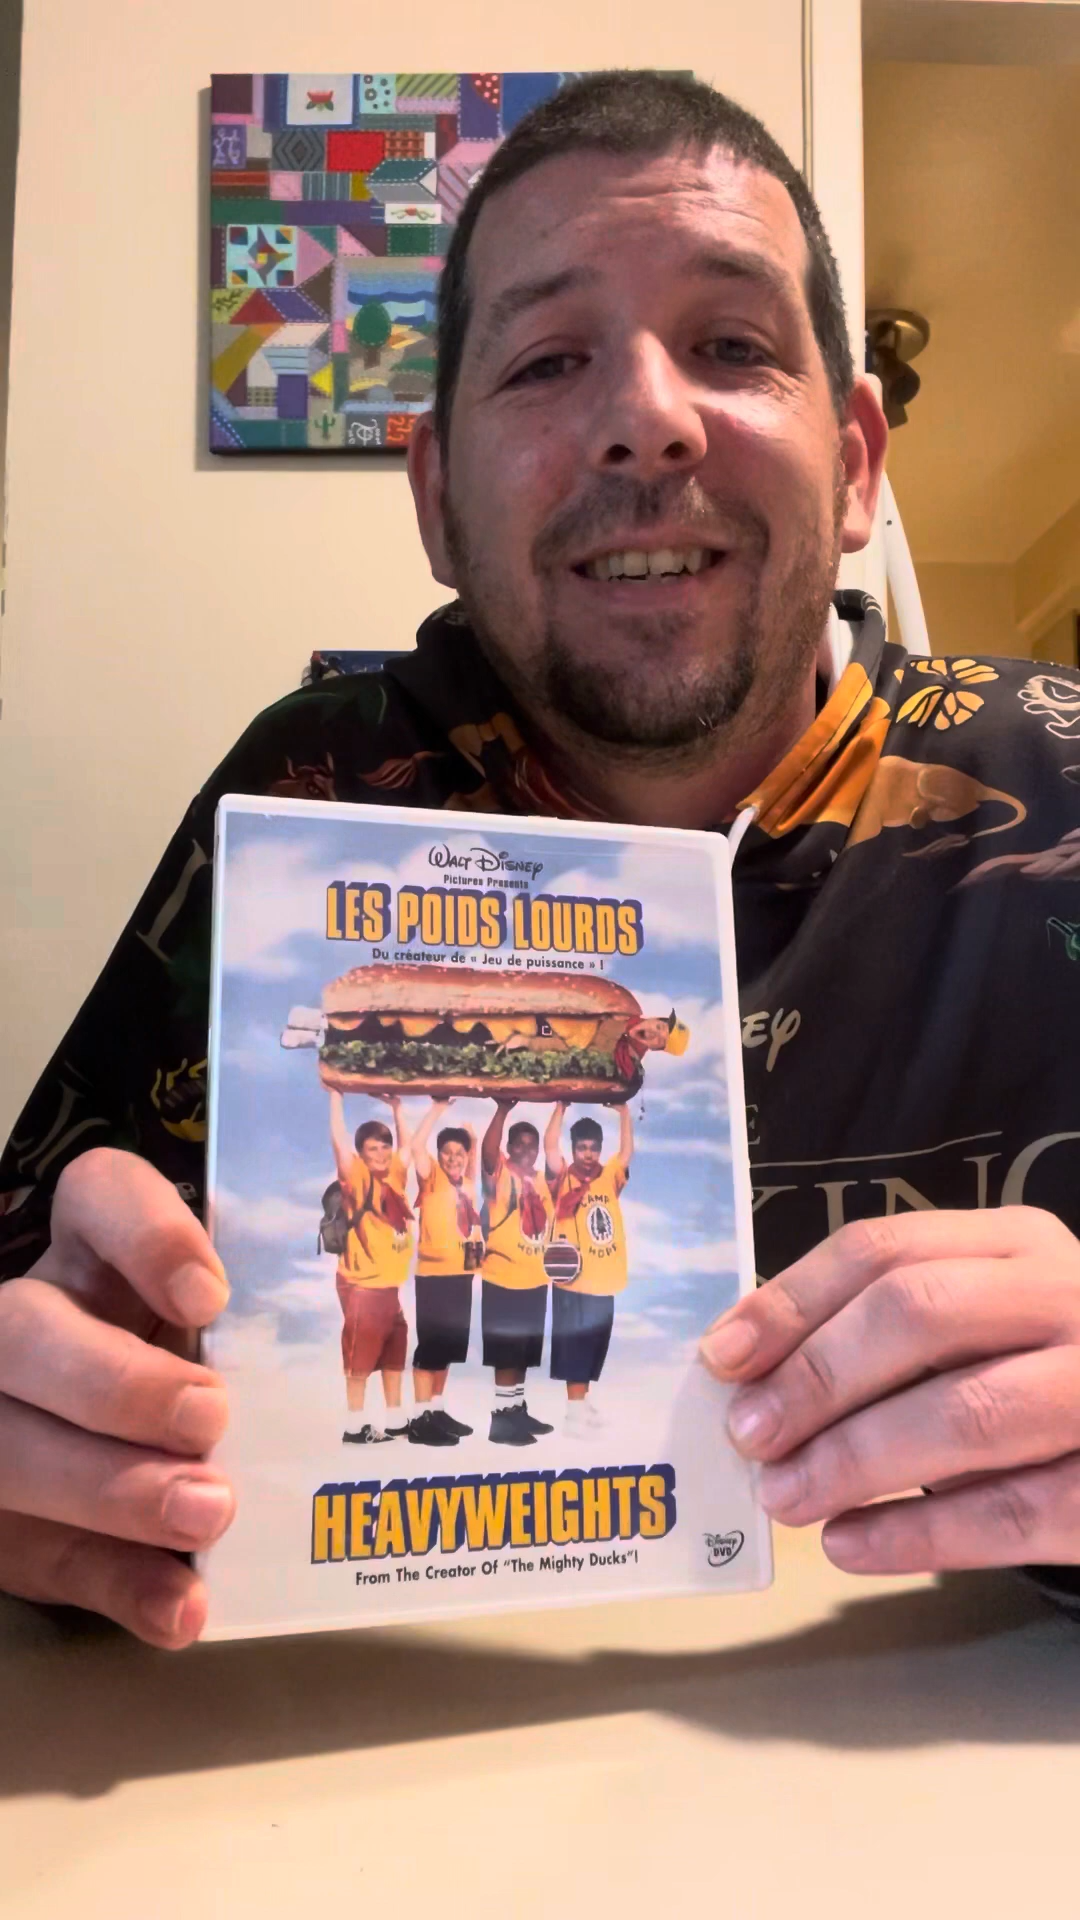 WALT DISNEY
Pictures Presents
LES POIDS LOURDS
Du créateur de « Jeu de puissance » !
CAMP
HOPE
HEAVYWEIGHTS
From The Creator Of "The Mighty Ducks"!
Disney
DVD